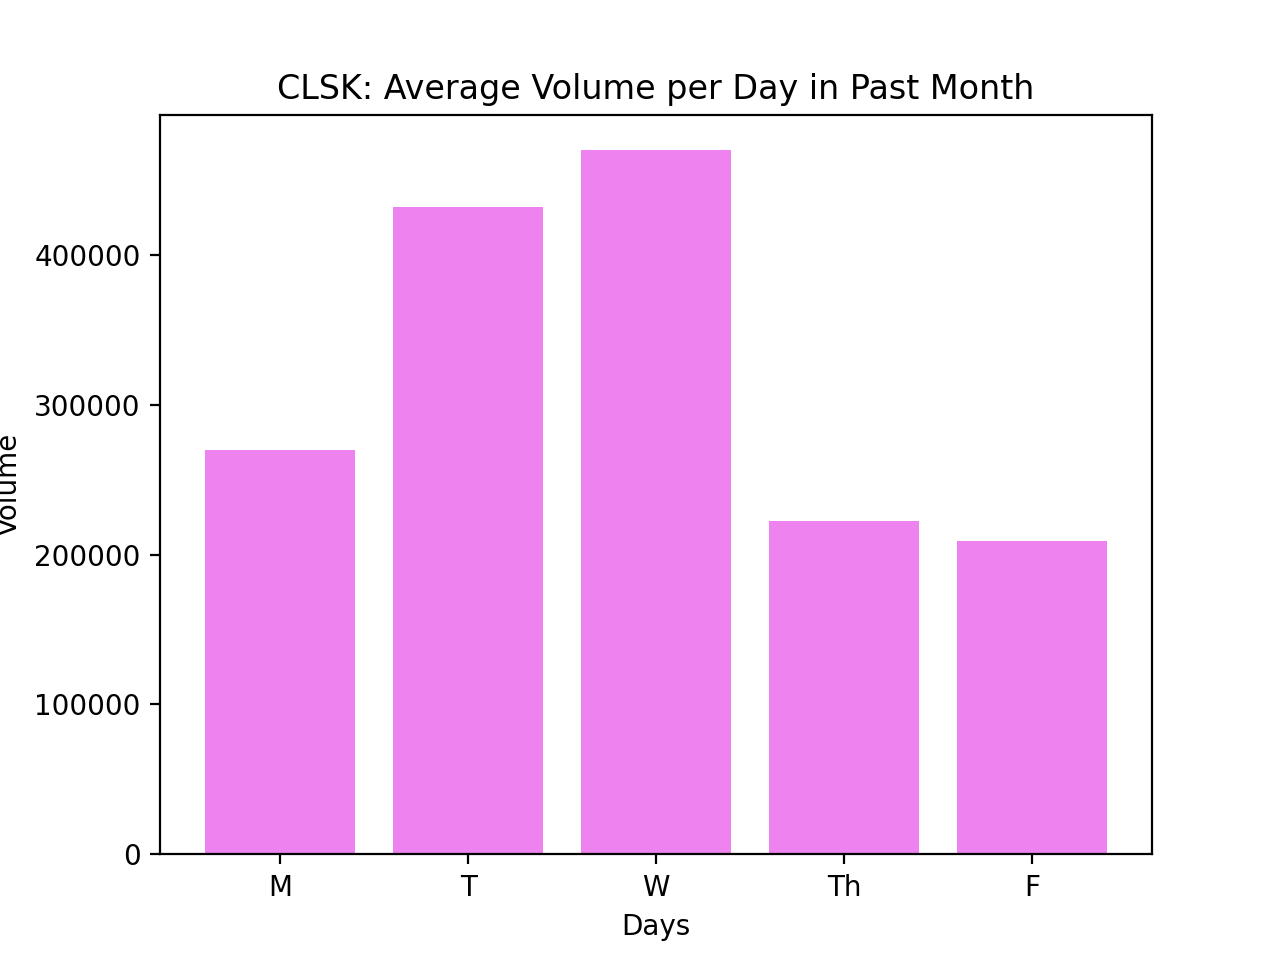 CLSK: Average Volume per Day in Past Month
Volume
400000
300000
200000
100000
0
M T W Th F
Days